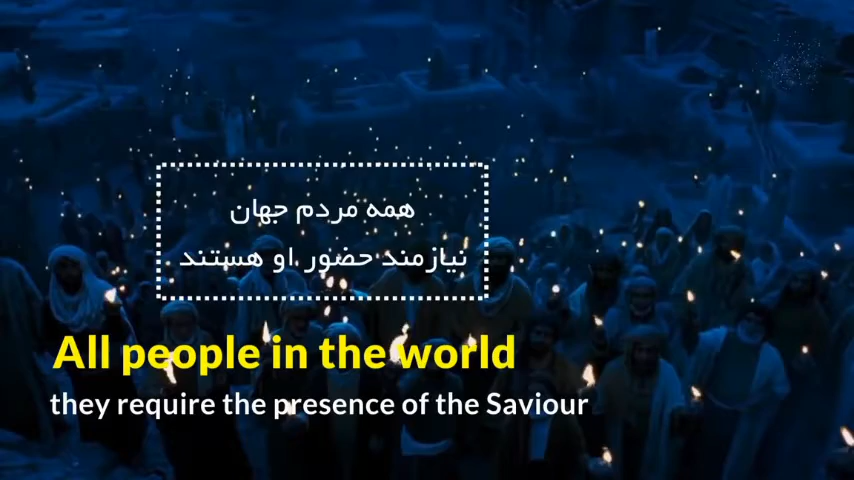 همه مردم جهان
نیازمند حضور او هستند
All people in the world
they require the presence of the Saviour